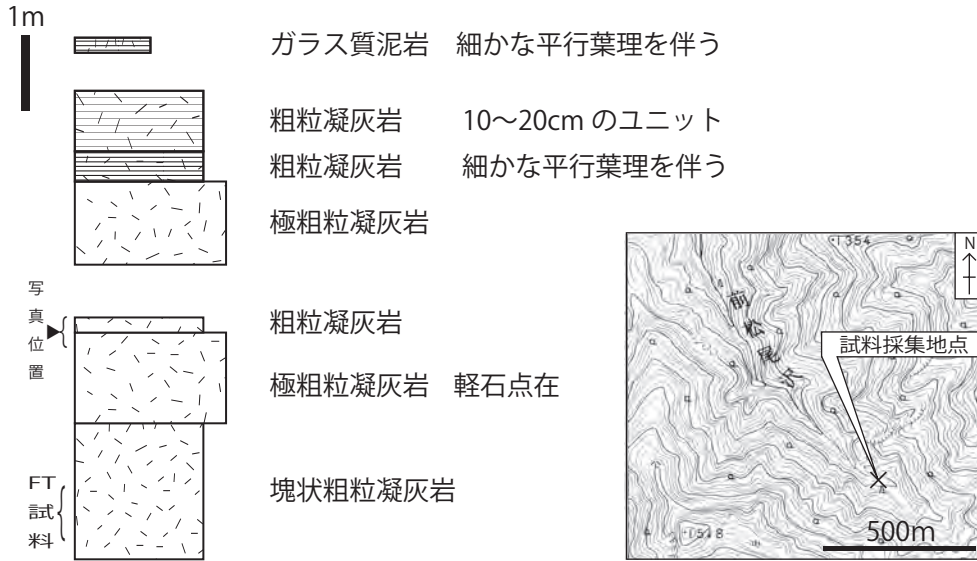 1m
ガラス質泥岩　細かな平行葉理を伴う
粗粒凝灰岩　10～20cm のユニット
粗粒凝灰岩　細かな平行葉理を伴う
極粗粒凝灰岩
写真位置
粗粒凝灰岩
極粗粒凝灰岩　軽石点在
FT試料
塊状粗粒凝灰岩
1354
N
前松尾沢
試料採集地点
1518
500m